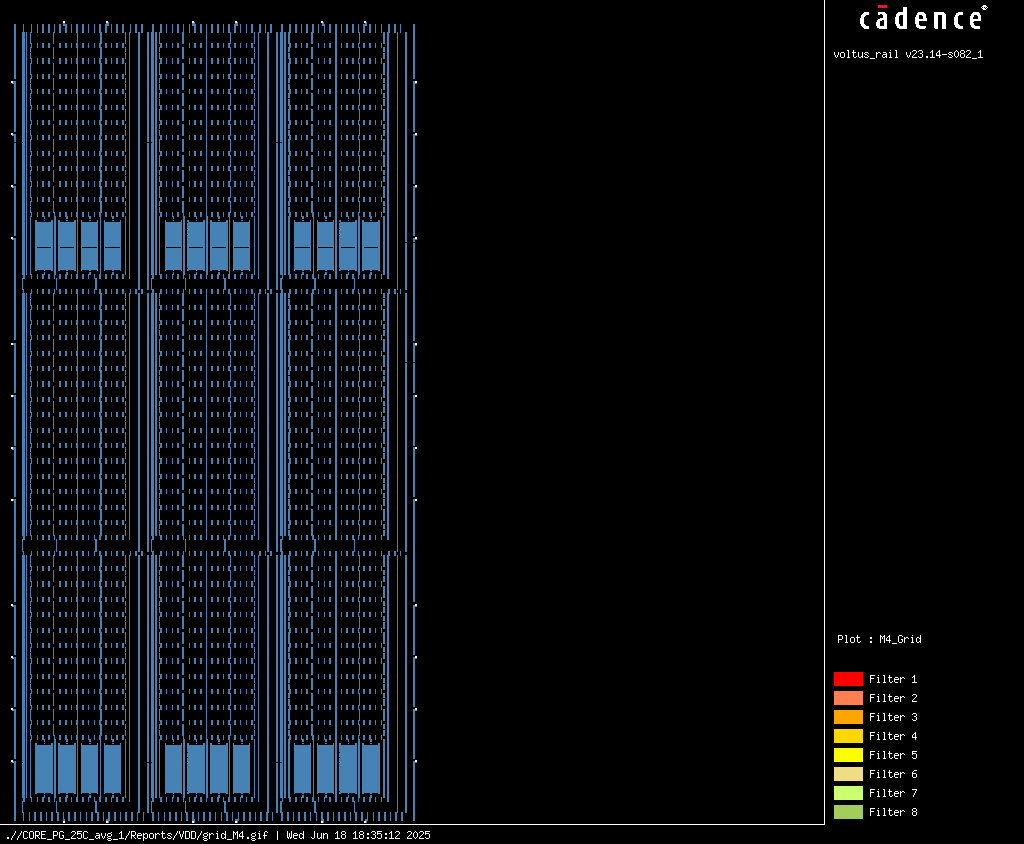 cādence®
voltus_rail v23.14-s082_1
Plot : M4_Grid
Filter 1
Filter 2
Filter 3
Filter 4
Filter 5
Filter 6
Filter 7
Filter 8
.//CORE_PG_25C_avg_1/Reports/VDD/grid_M4.gif | Wed Jun 18 18:35:12 2025